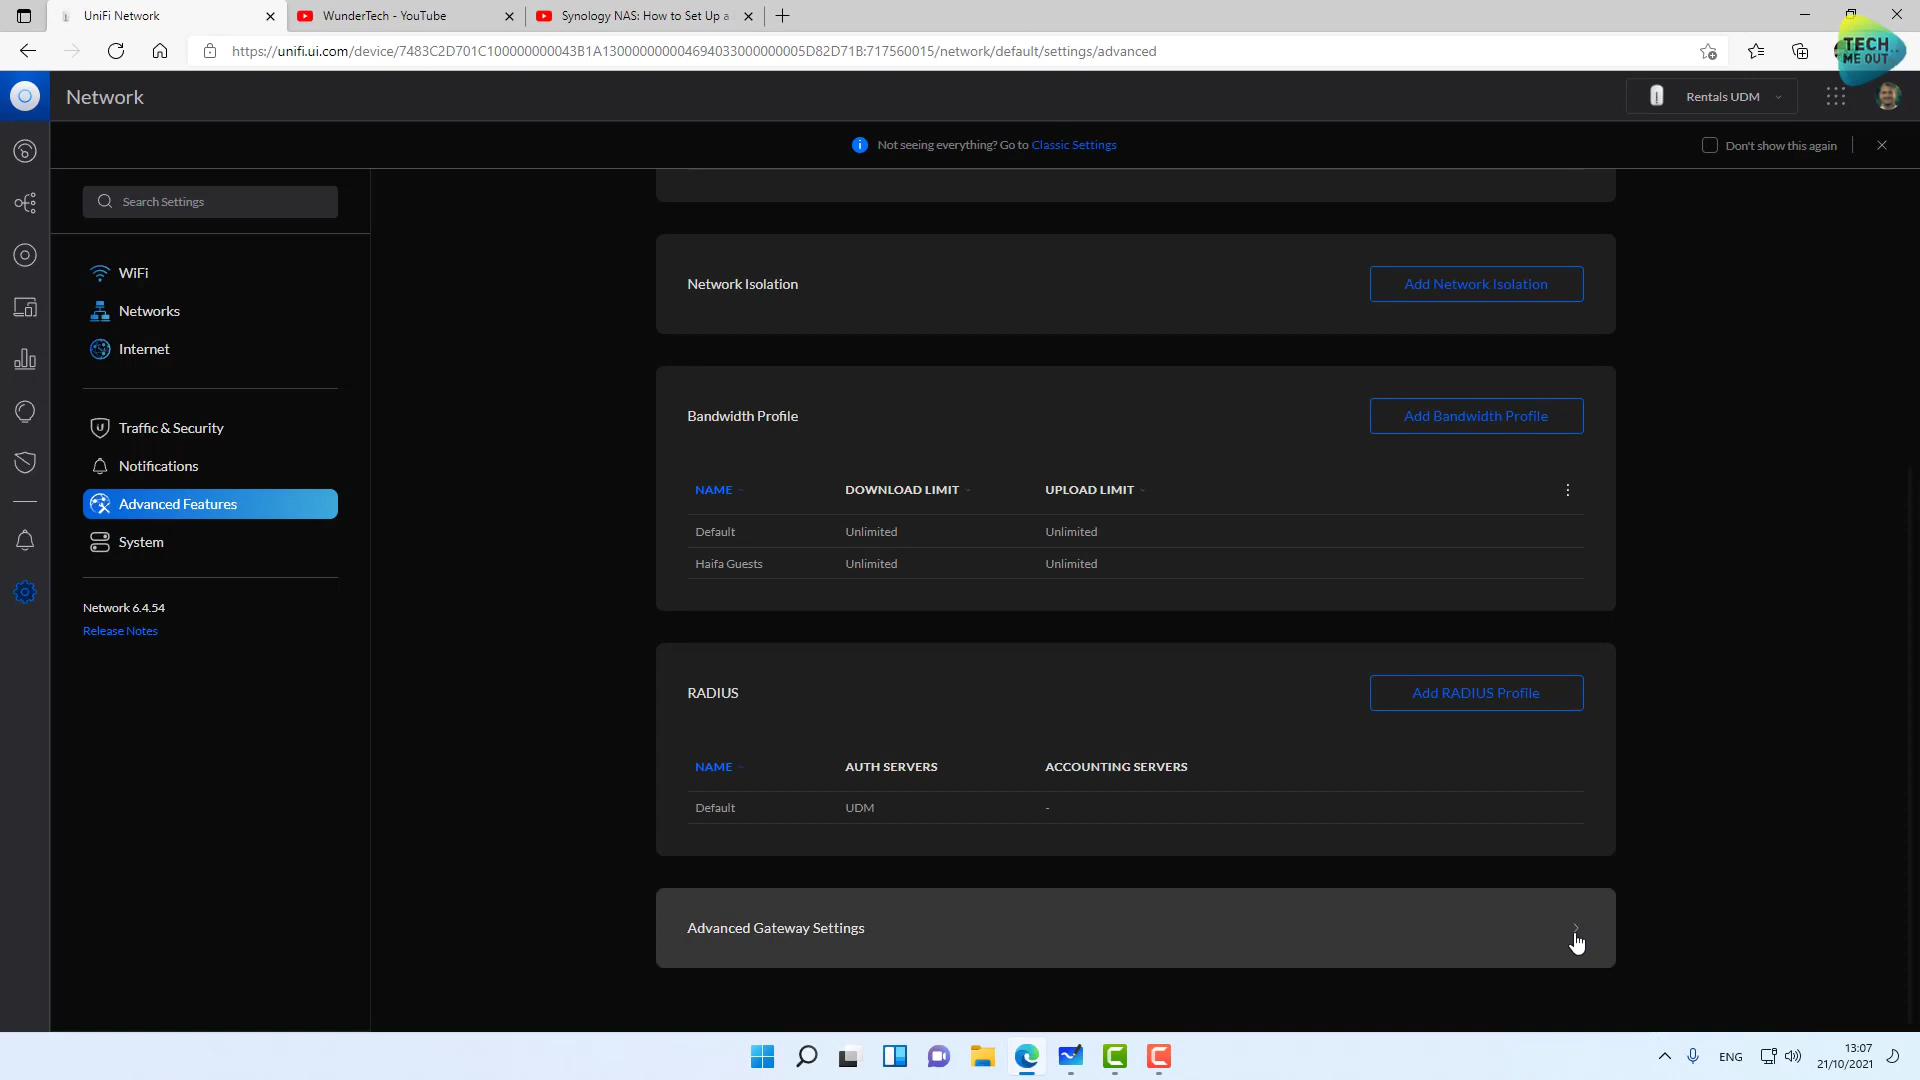 UniFi Network
WunderTech - YouTube
Synology NAS: How to Set Up a
https://unifi.ui.com/device/7483C2D701C100000000043B1A130000000004694033000000005D82D71B:717560015/network/default/settings/advanced
TECH
ME OUT
Network
Rentals UDM
Not seeing everything? Go to Classic Settings
Don't show this again
Search Settings
WiFi
Networks
Internet
Traffic & Security
Notifications
Advanced Features
System
Network 6.4.54
Release Notes
Network Isolation
Add Network Isolation
Bandwidth Profile
Add Bandwidth Profile
NAME DOWNLOAD LIMIT UPLOAD LIMIT
Default Unlimited Unlimited
Haifa Guests Unlimited Unlimited
RADIUS
Add RADIUS Profile
NAME AUTH SERVERS ACCOUNTING SERVERS
Default UDM -
Advanced Gateway Settings
ENG
13:07
21/10/2021